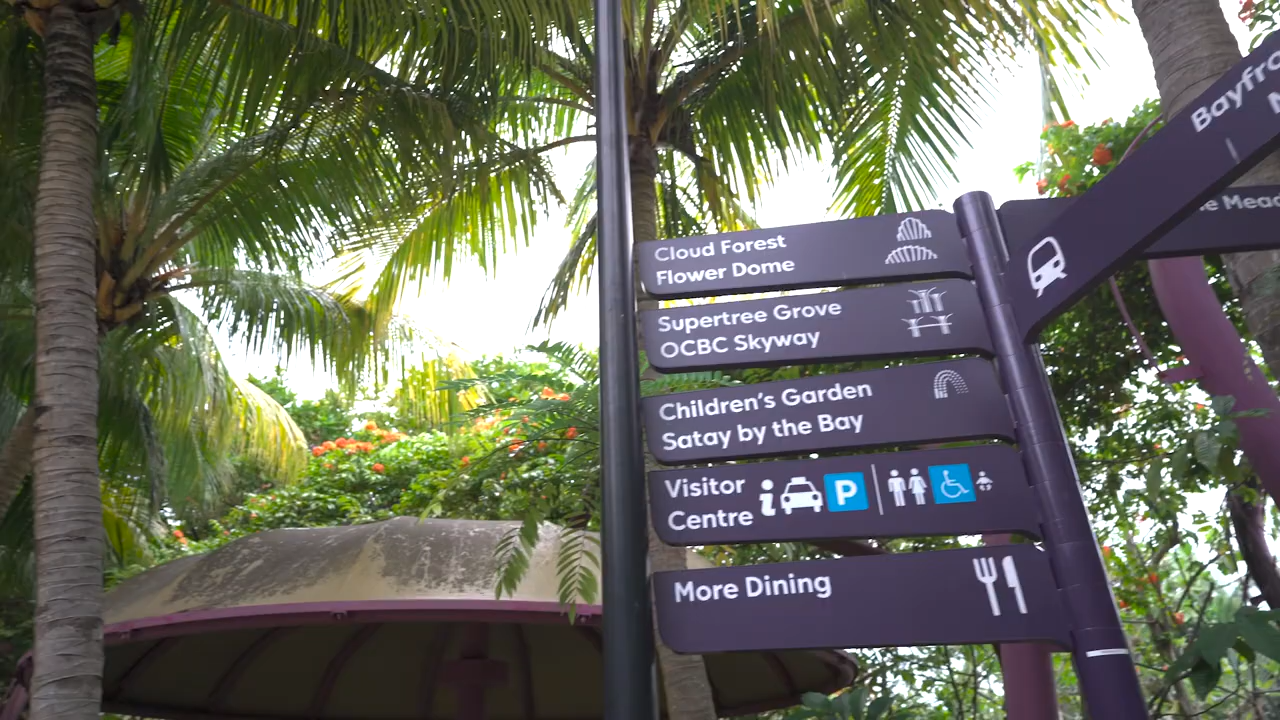 Cloud Forest
Flower Dome
Supertree Grove
OCBC Skyway
Children's Garden
Satay by the Bay
Visitor
Centre
P
More Dining